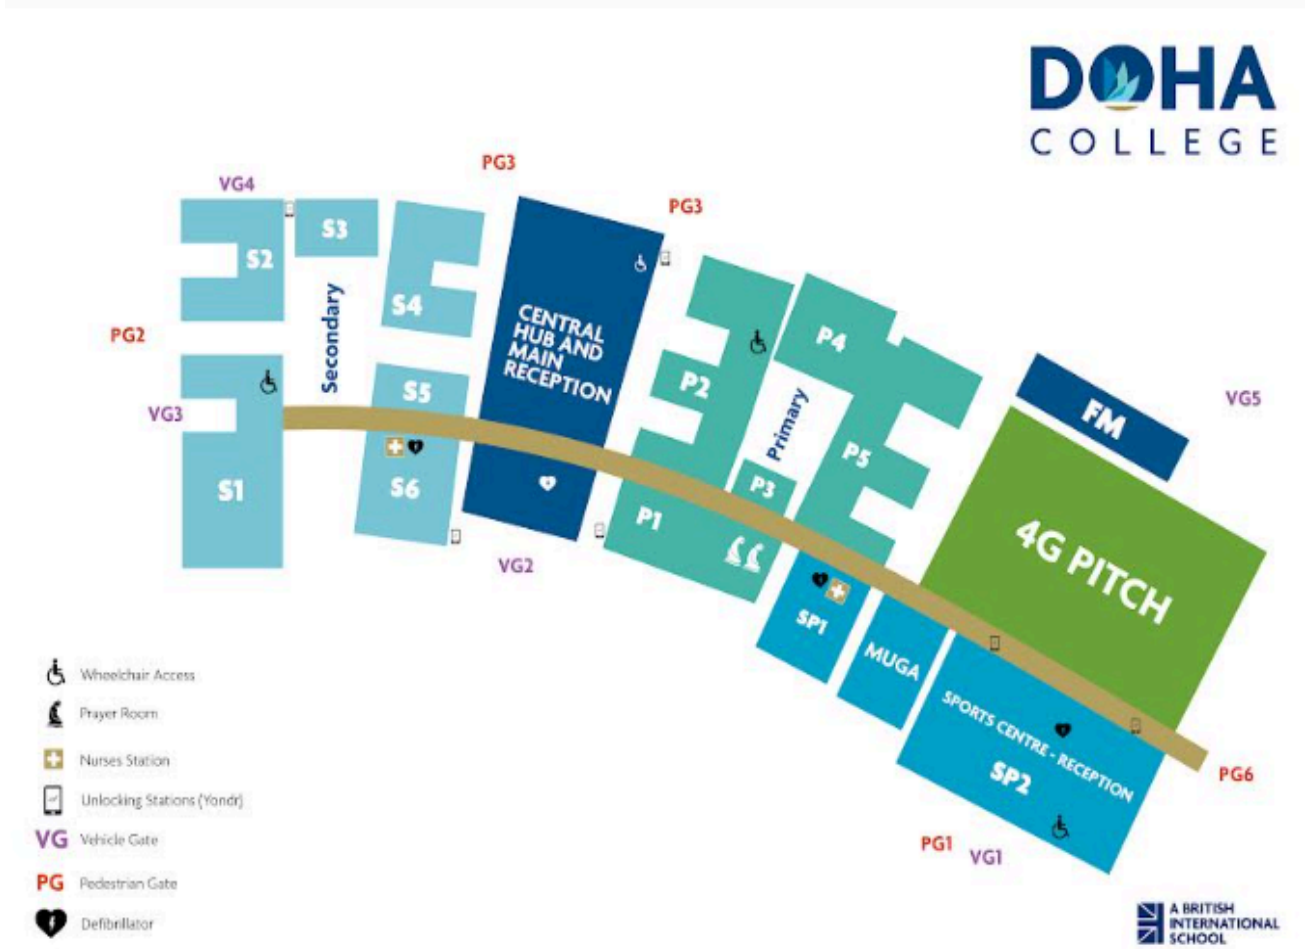 DOHA
COLLEGE
PG3
VG4
PG3
S3
S2
S4
Secondary
PG2
CENTRAL
HUB AND
MAIN
RECEPTION
P4
P2
S5
VG3
Primary
FM
VG5
P5
S1
S6
P3
P1
4G PITCH
VG2
SP1
MUGA
SPORTS CENTRE - RECEPTION
SP2
PG6
PG1
VG1
Wheelchair Access
Prayer Room
Nurses Station
Unlocking Stations (Yondr)
VG Vehicle Gate
PG Pedestrian Gate
Defibrillator
A BRITISH
INTERNATIONAL
SCHOOL